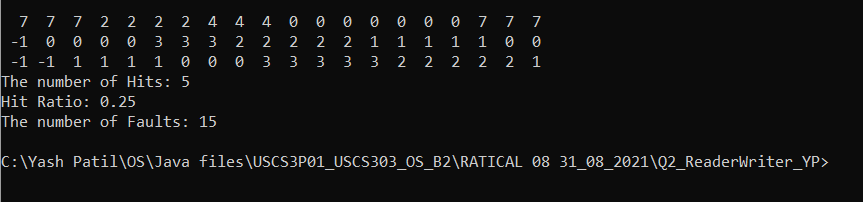 7 7 7 2 2 2 2 4 4 4 0 0 0 0 0 0 0 7 7 7
-1 0 0 0 0 3 3 3 2 2 2 2 2 1 1 1 1 1 0 0
-1 -1 1 1 1 1 0 0 0 3 3 3 3 3 2 2 2 2 2 1
The number of Hits: 5
Hit Ratio: 0.25
The number of Faults: 15
C:\Yash Patil\OS\Java files\USCS3P01_USCS303_OS_B2\RATICAL 08 31_08_2021\Q2_ReaderWriter_YP>